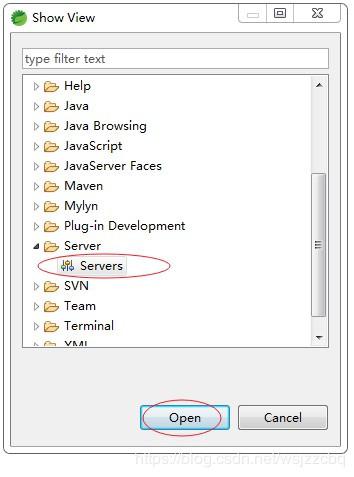 Show View
type filter text
Help
Java
Java Browsing
JavaScript
JavaServer Faces
Maven
Mylyn
Plug-in Development
Server
Servers
SVN
Team
Terminal
XML
Open
Cancel
https://blog.csdn.net/wsjzzcbq